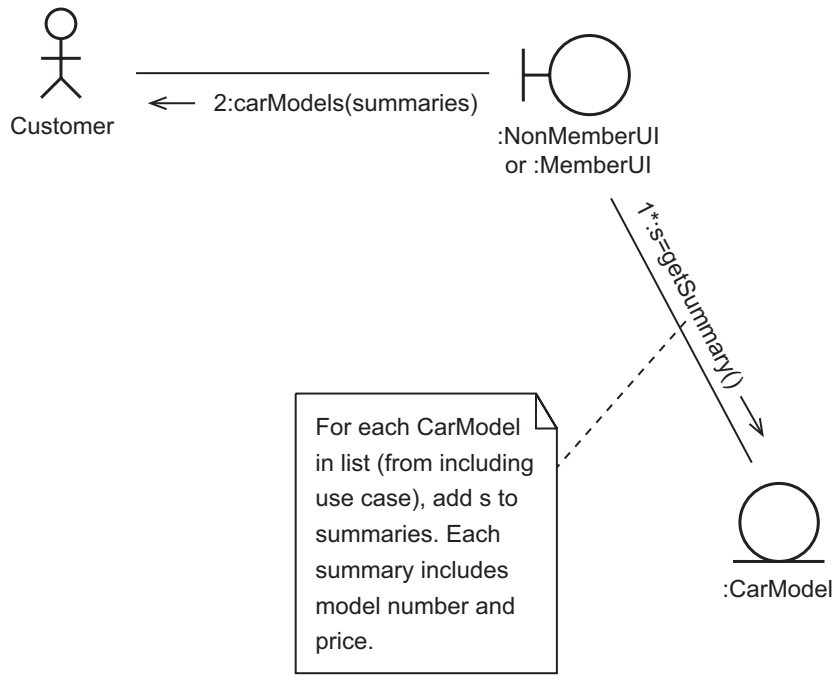 Customer
2:carModels(summaries)
:NonMemberUI
or :MemberUI
1*:s=getSummary()
For each CarModel
in list (from including
use case), add s to
summaries. Each
summary includes
model number and
price.
:CarModel